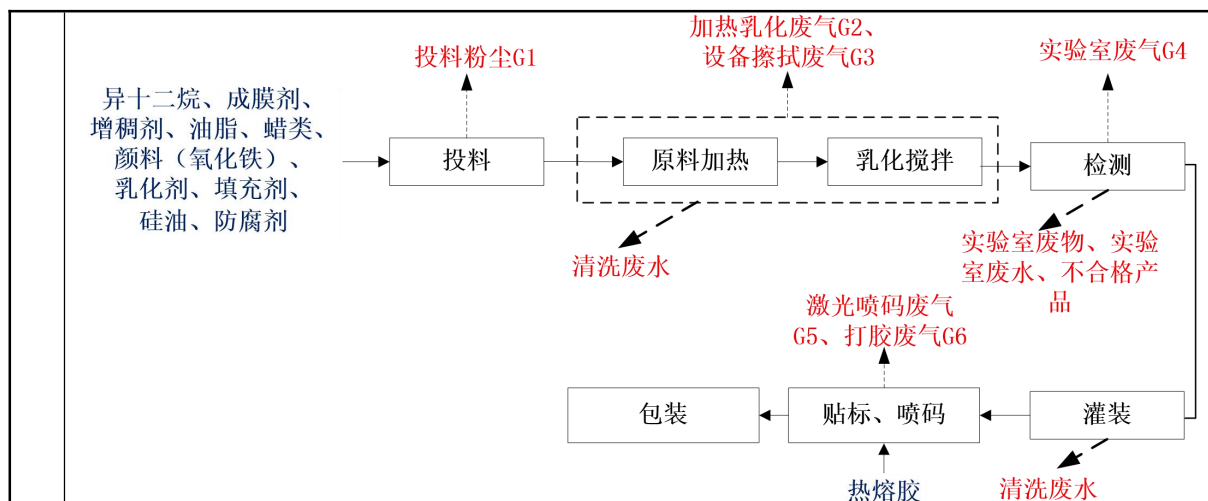 加热乳化废气G2、
设备擦拭废气G3
投料粉尘G1
实验室废气G4
异十二烷、成膜剂、
增稠剂、油脂、蜡类、
颜料（氧化铁）、
乳化剂、填充剂、
硅油、防腐剂
投料
原料加热
乳化搅拌
检测
清洗废水
实验室废物、实验
室废水、不合格产
品
激光喷码废气
G5、打胶废气G6
包装
贴标、喷码
灌装
热熔胶
清洗废水